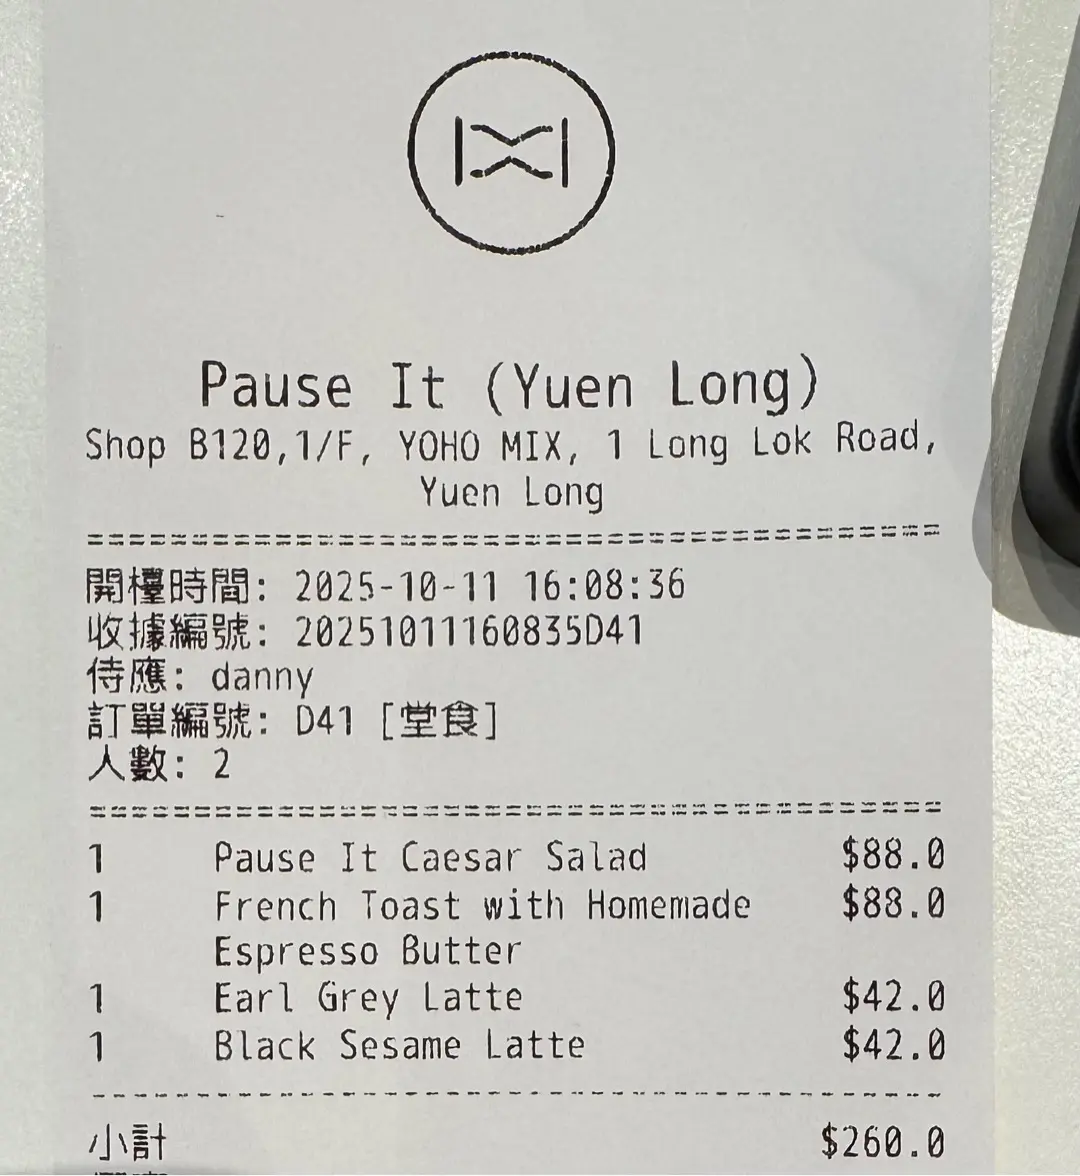 Pause It (Yuen Long)
Shop B120,1/F, YOHO MIX, 1 Long Lok Road,
Yuen Long
開檯時間: 2025-10-11 16:08:36
收據編號: 20251011160835D41
侍應: danny
訂單編號: D41 [堂食]
人數: 2
1 Pause It Caesar Salad $88.0
1 French Toast with Homemade $88.0
Espresso Butter
1 Earl Grey Latte $42.0
1 Black Sesame Latte $42.0
小計 $260.0